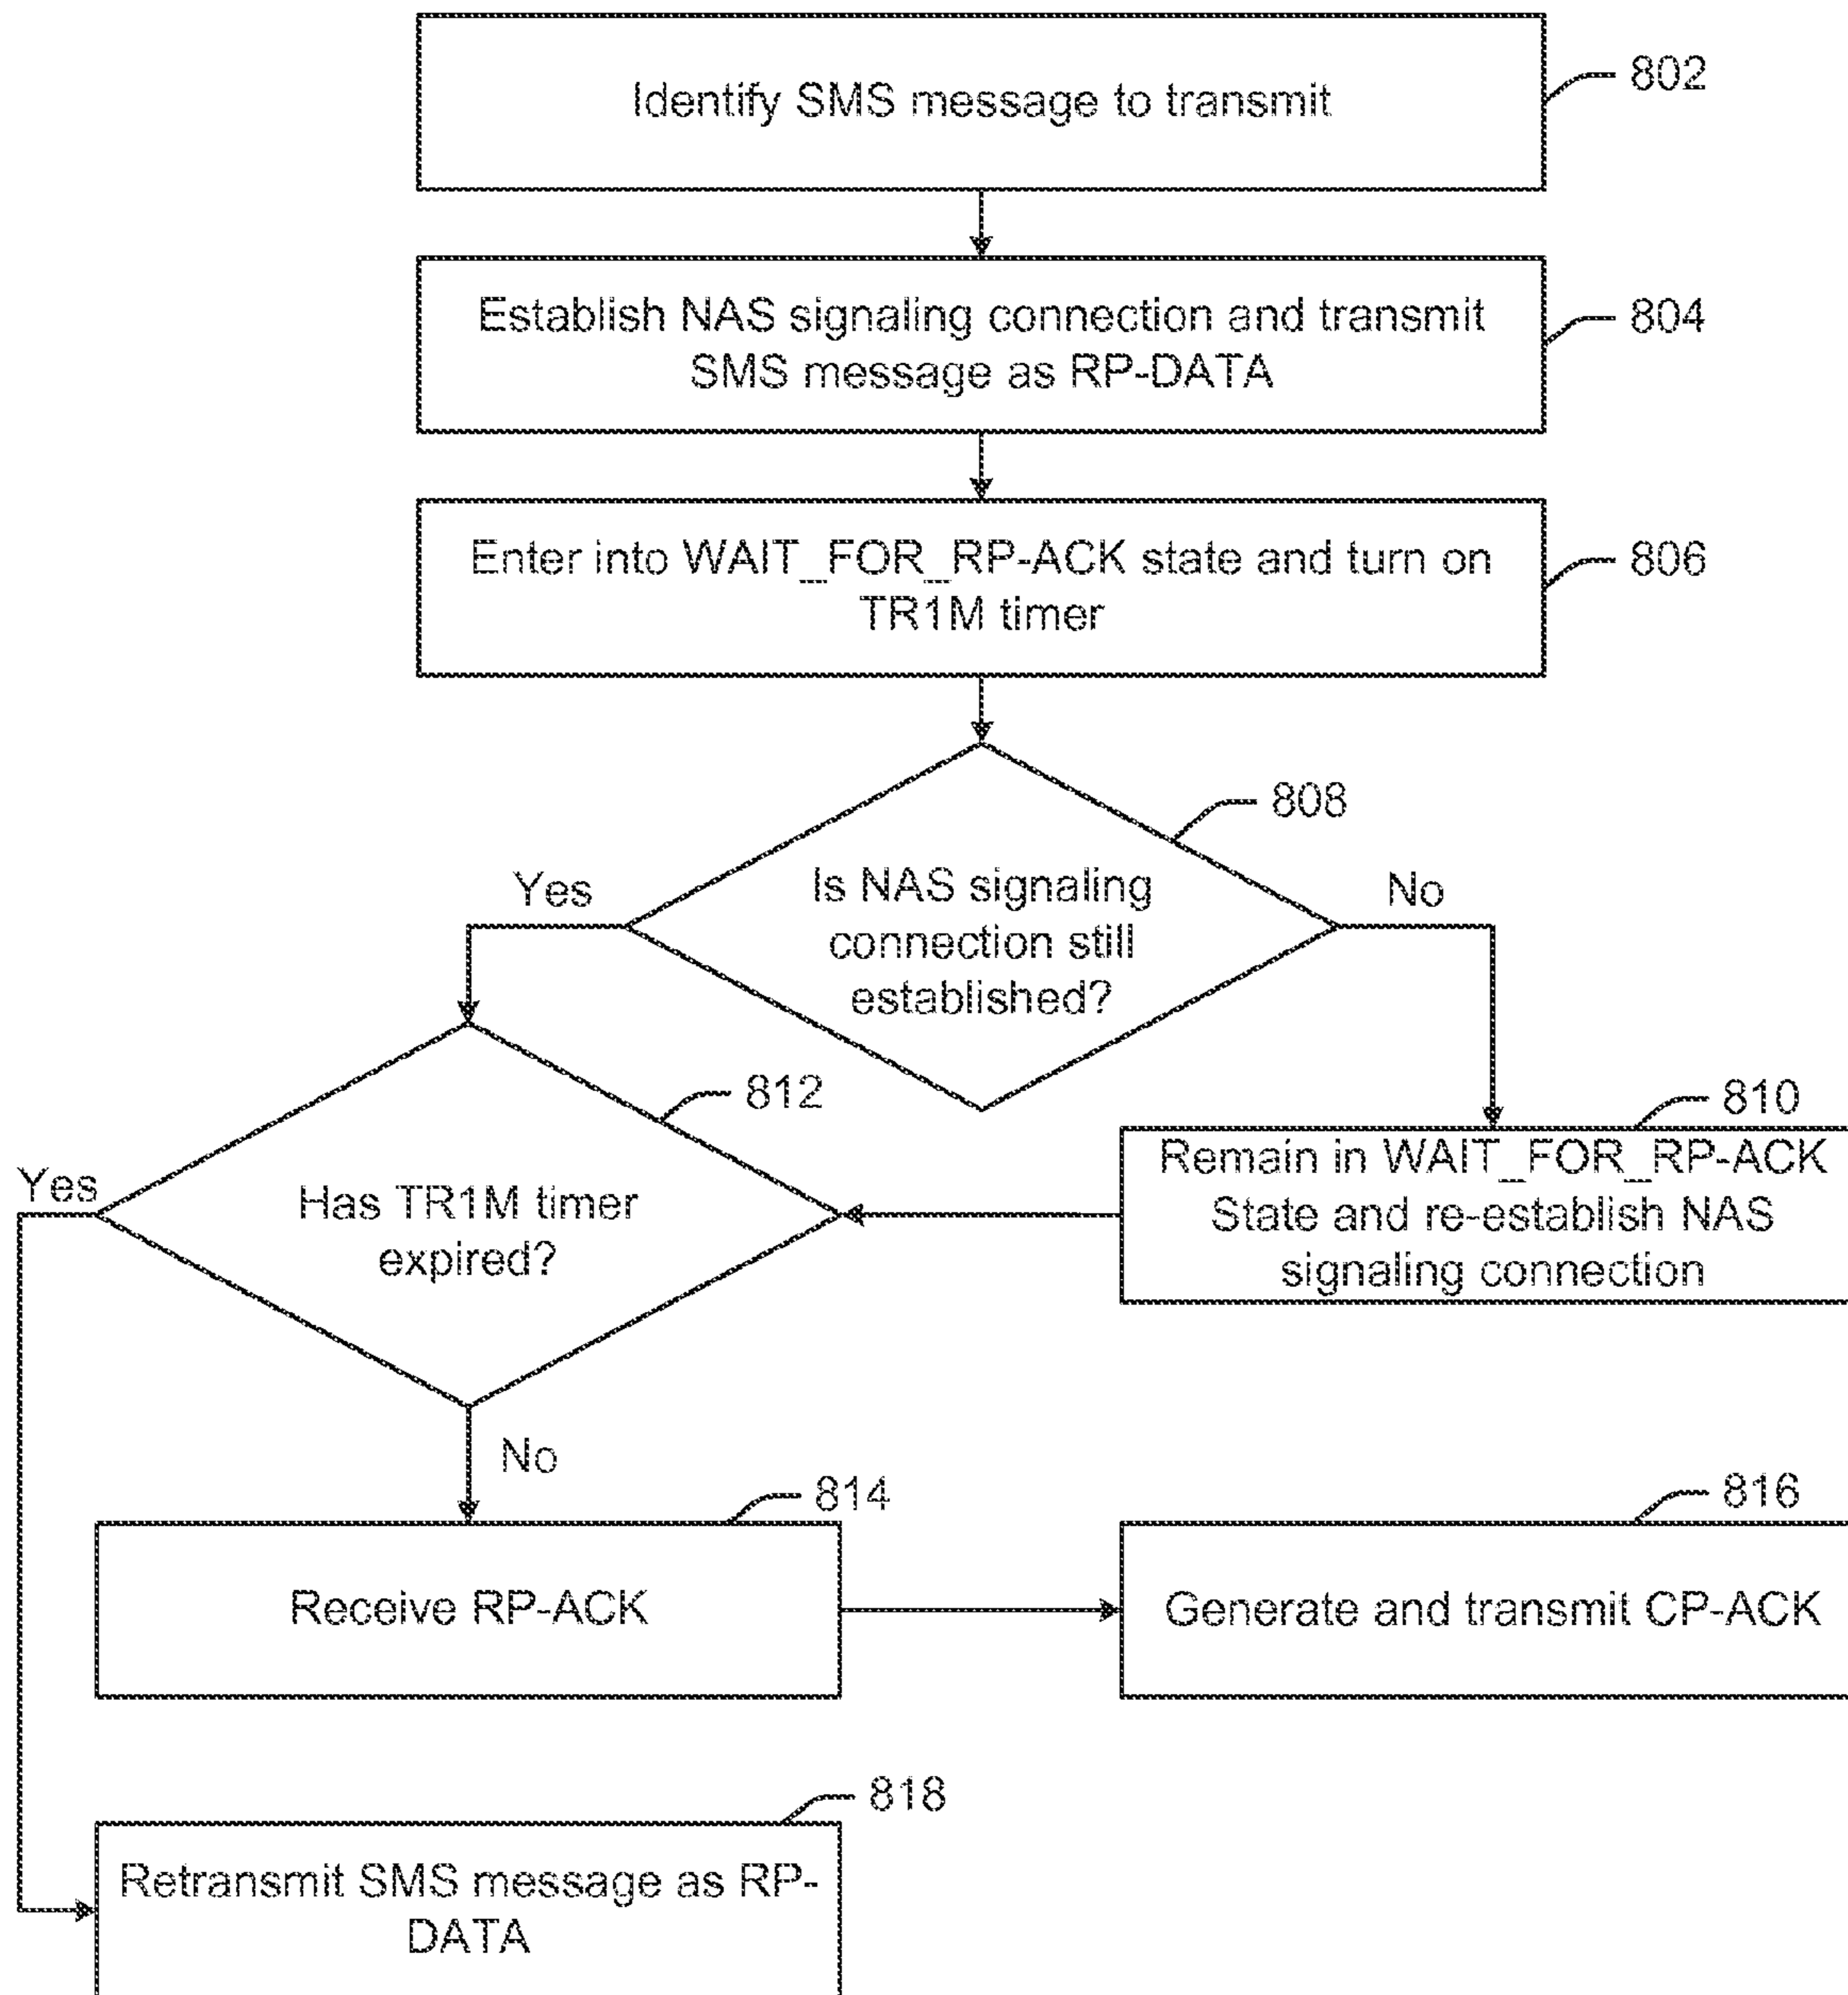 Identify SMS message to transmit
802
Establish NAS signaling connection and transmit
SMS message as RP-DATA
804
Enter into WAIT_FOR_RP-ACK state and turn on
TR1M timer
806
808
Is NAS signaling
connection still
established?
Yes
No
812
810
Remain in WAIT_FOR_RP-ACK
State and re-establish NAS
signaling connection
Yes
Has TR1M timer
expired?
No
814
816
Receive RP-ACK
Generate and transmit CP-ACK
818
Retransmit SMS message as RP-
DATA